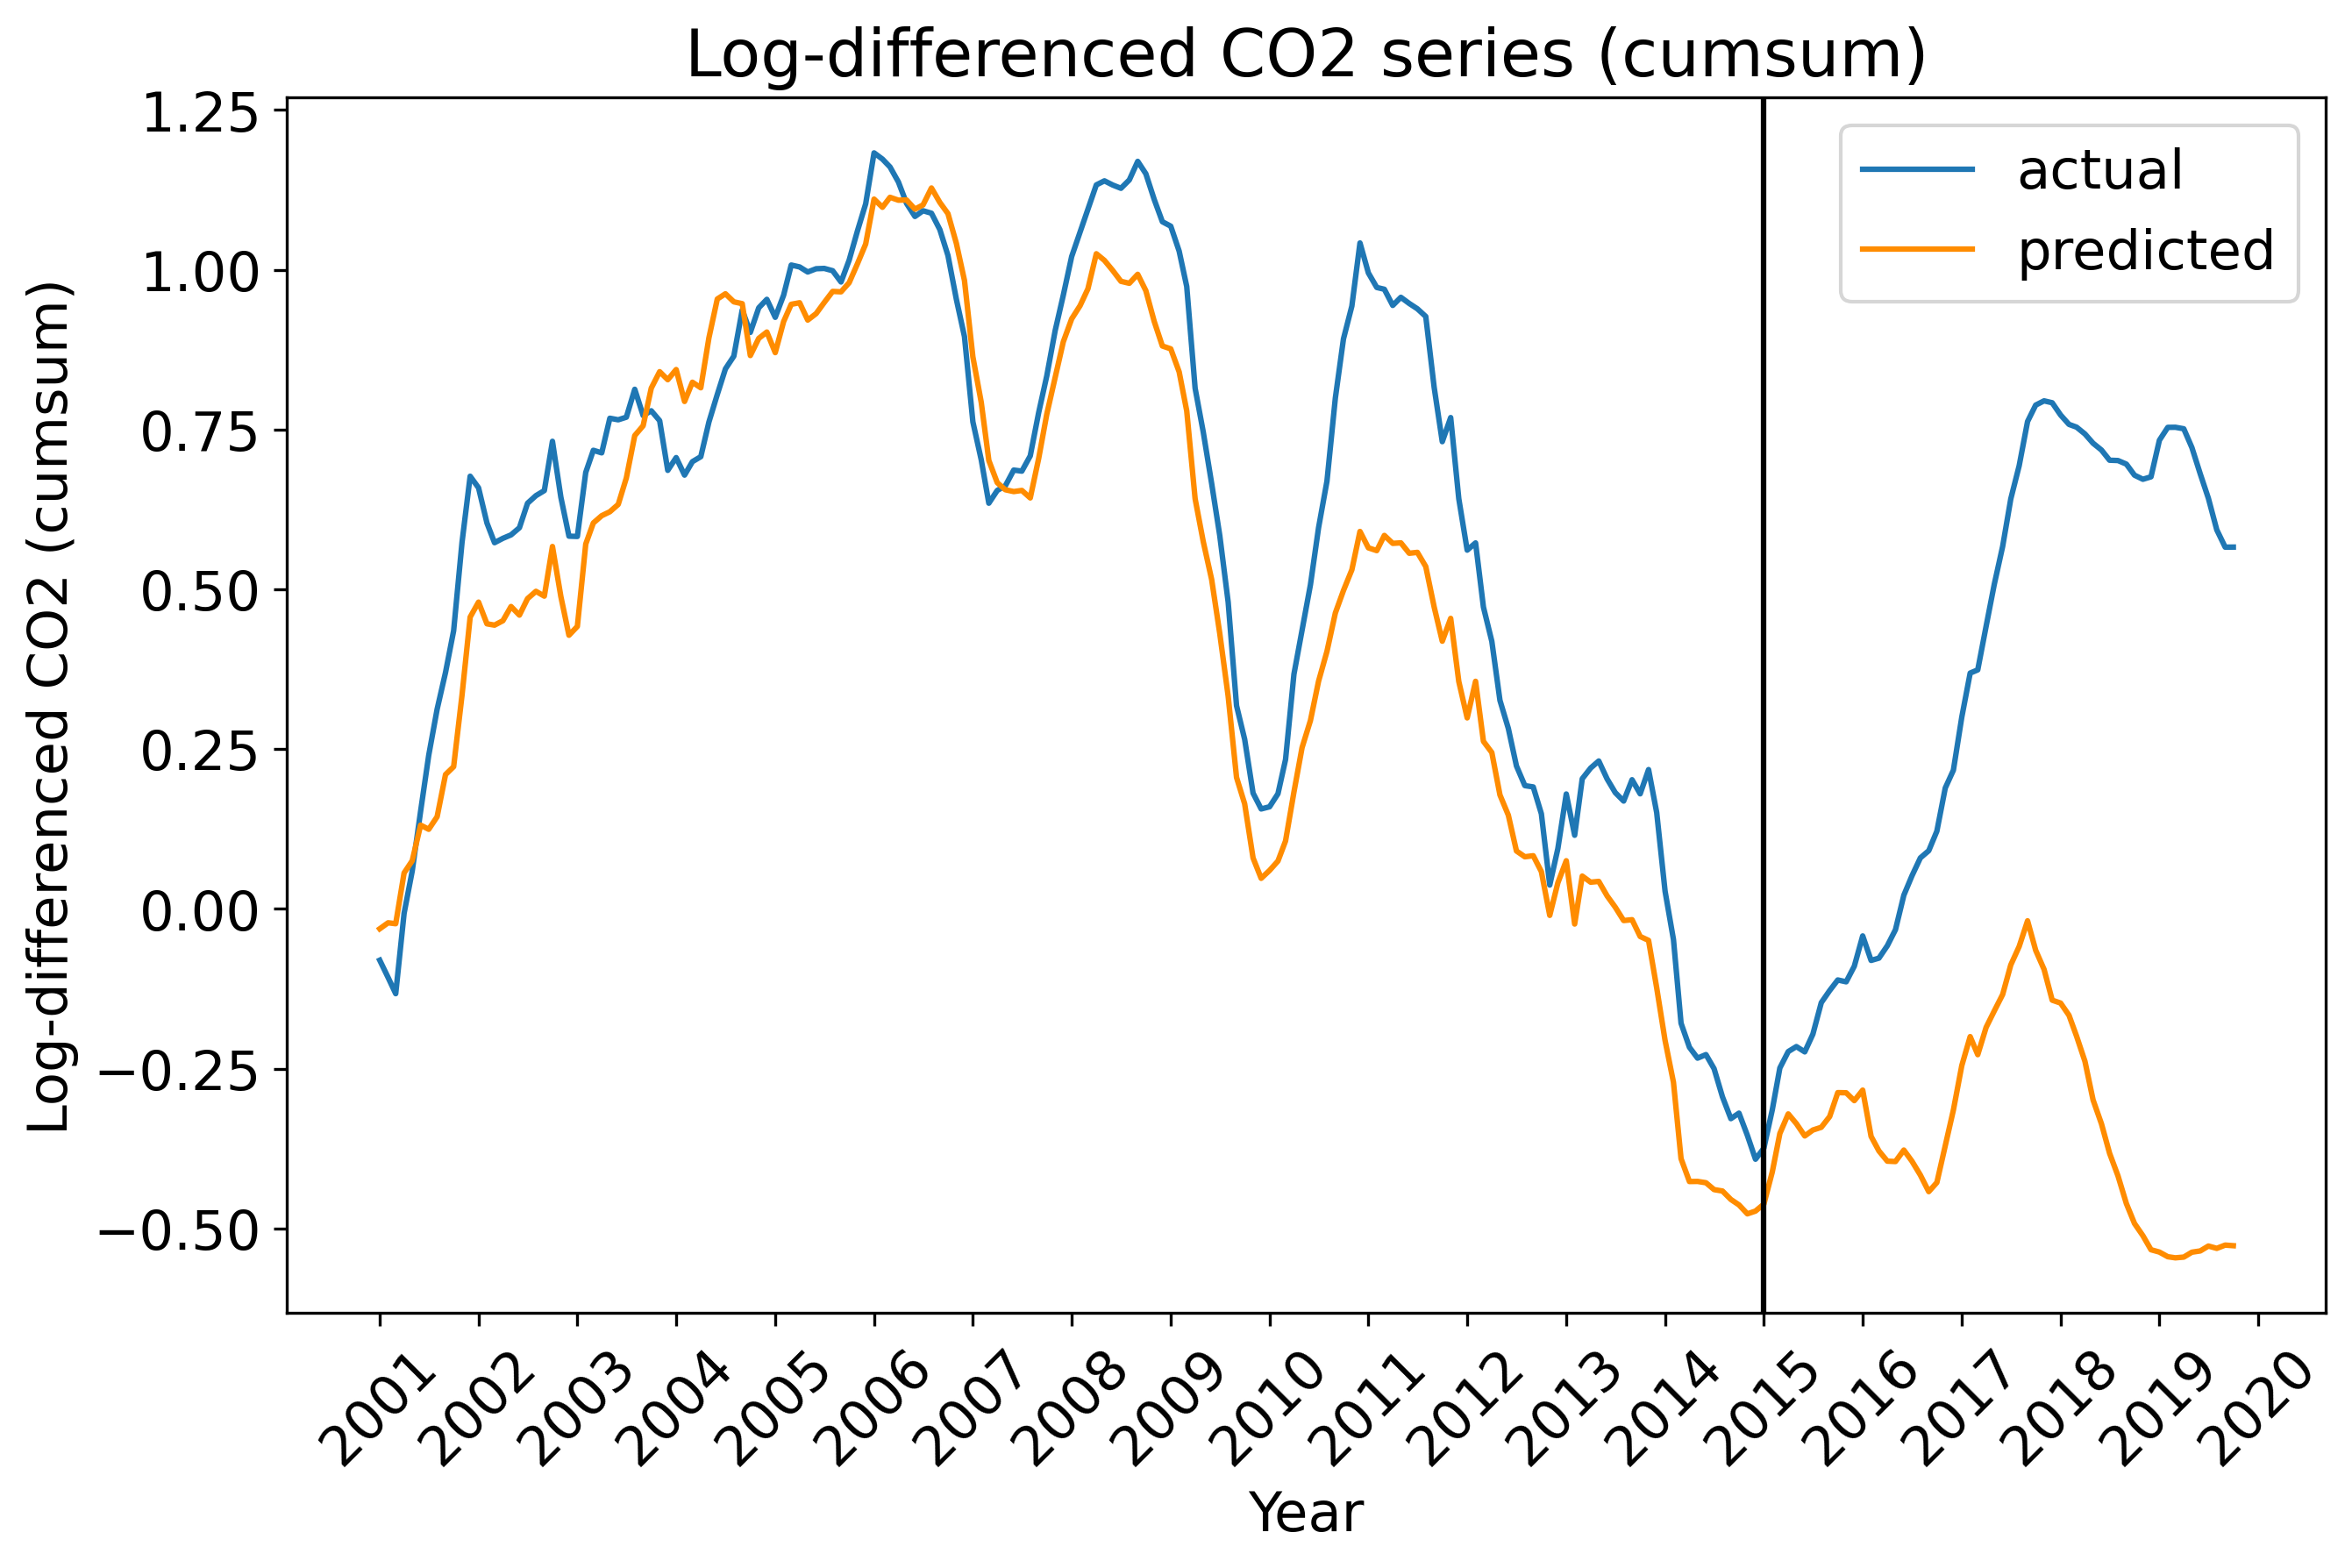 Log-differenced CO2 series (cumsum)
actual
predicted
Log-differenced CO2 (cumsum)
1.25
1.00
0.75
0.50
0.25
0.00
−0.25
−0.50
2001 2002 2003 2004 2005 2006 2007 2008 2009 2010 2011 2012 2013 2014 2015 2016 2017 2018 2019 2020
Year